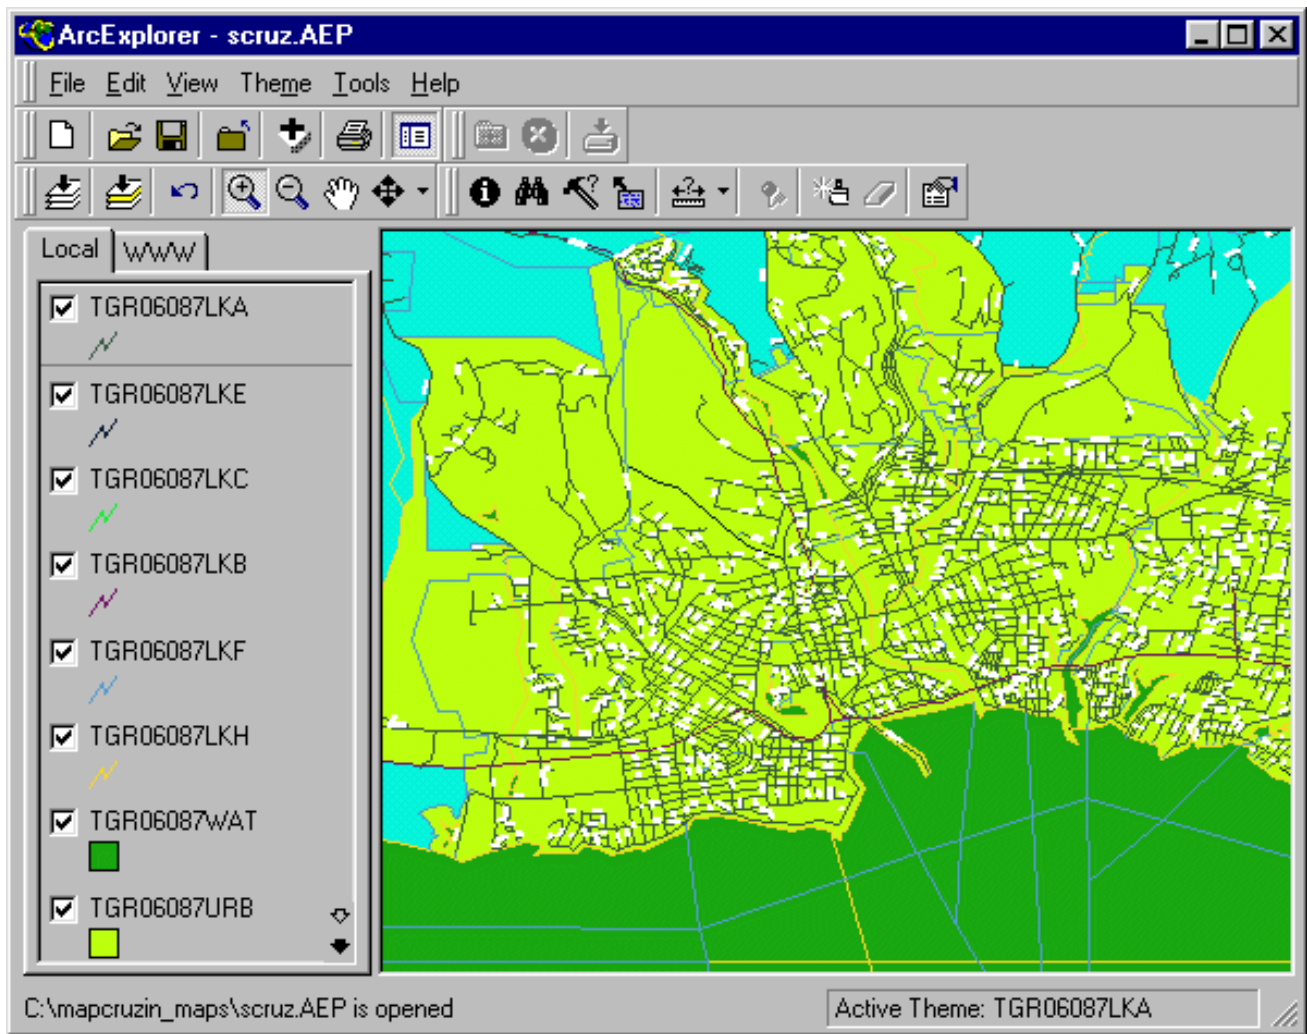 ArcExplorer - scruz.AEP
File Edit View Theme Tools Help
Local WWW
TGR06087LKA
TGR06087LKE
TGR06087LKC
TGR06087LKB
TGR06087LKF
TGR06087LKH
TGR06087WAT
TGR06087URB
C:\mapcruzin_maps\scruz.AEP is opened
Active Theme: TGR06087LKA